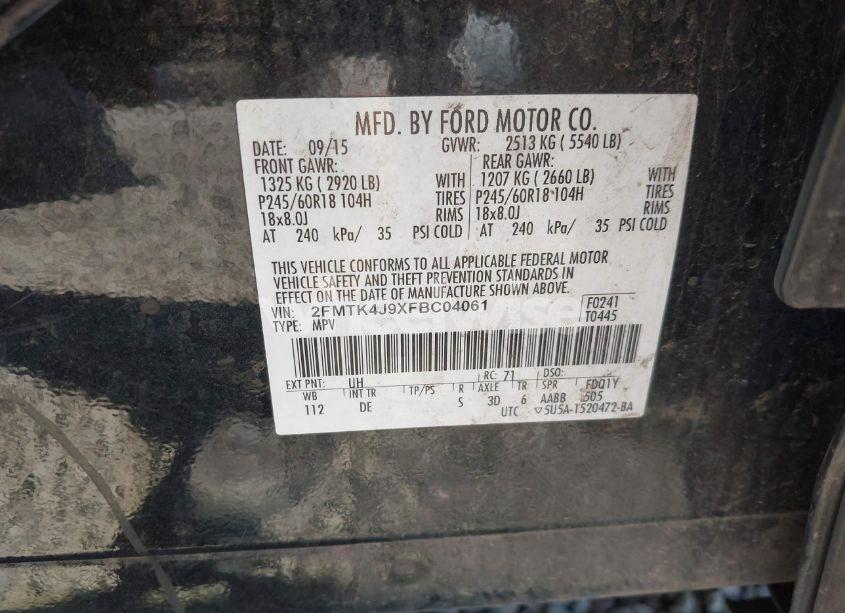 MFD. BY FORD MOTOR CO.
DATE: 09/15 GVWR: 2513 KG ( 5540 LB)
FRONT GAWR: REAR GAWR:
1325 KG ( 2920 LB) WITH 1207 KG ( 2660 LB) WITH
P245/60R18 104H TIRES P245/60R18 104H TIRES
18x8.0J RIMS 18x8.0J RIMS
AT 240 kPa/ 35 PSI COLD AT 240 kPa/ 35 PSI COLD
THIS VEHICLE CONFORMS TO ALL APPLICABLE FEDERAL MOTOR
VEHICLE SAFETY AND THEFT PREVENTION STANDARDS IN
EFFECT ON THE DATE OF MANUFACTURE SHOWN ABOVE.
VIN: 2FMTK4J9XFBC04061 F0241
TYPE: MPV T0445
EXT PNT: UH RC: 71 DSO: FDQ1Y
WB INT TR TP/PS R AXLE TR SPR 505
112 DE S 3D 6 AABB
UTC ▽5U5A-1520472-BA